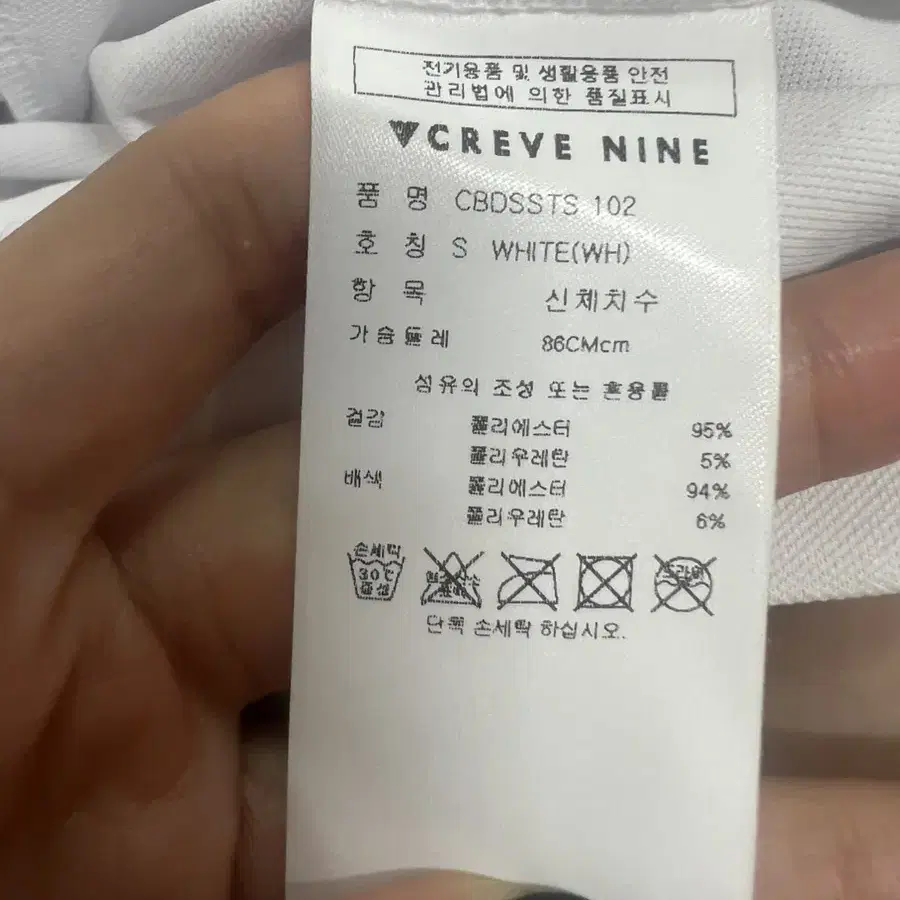 전기용품 및 생활용품 안전
관리법에 의한 품질표시
CREVE NINE
품 명 CBDSSTS 102
호 칭 S WHITE(WH)
항 목 신체치수
가슴둘레 86CMcm
섬유의 조성 또는 혼용률
겉감 폴리에스터 95%
폴리우레탄 5%
배색 폴리에스터 94%
폴리우레탄 6%
손세탁
30℃
중성
드라이
단독 손세탁 하십시오.